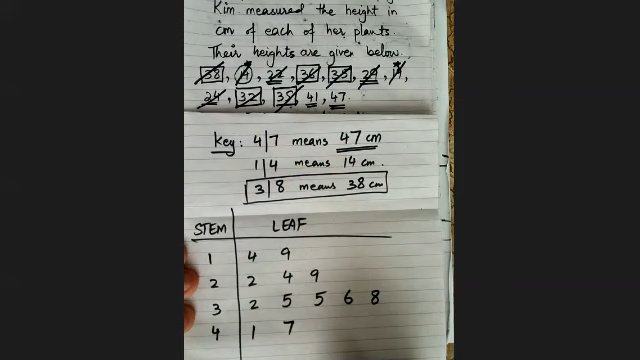 Kim measured the height in
cm of each of her plants.
Their heights are given below.
38, 14, 22, 36, 35, 29, 19,
24, 32, 35, 41, 47.
Key: 4|7 means 47 cm
1|4 means 14 cm.
3|8 means 38 cm
STEM LEAF
1 4 9
2 2 4 9
3 2 5 5 6 8
4 1 7